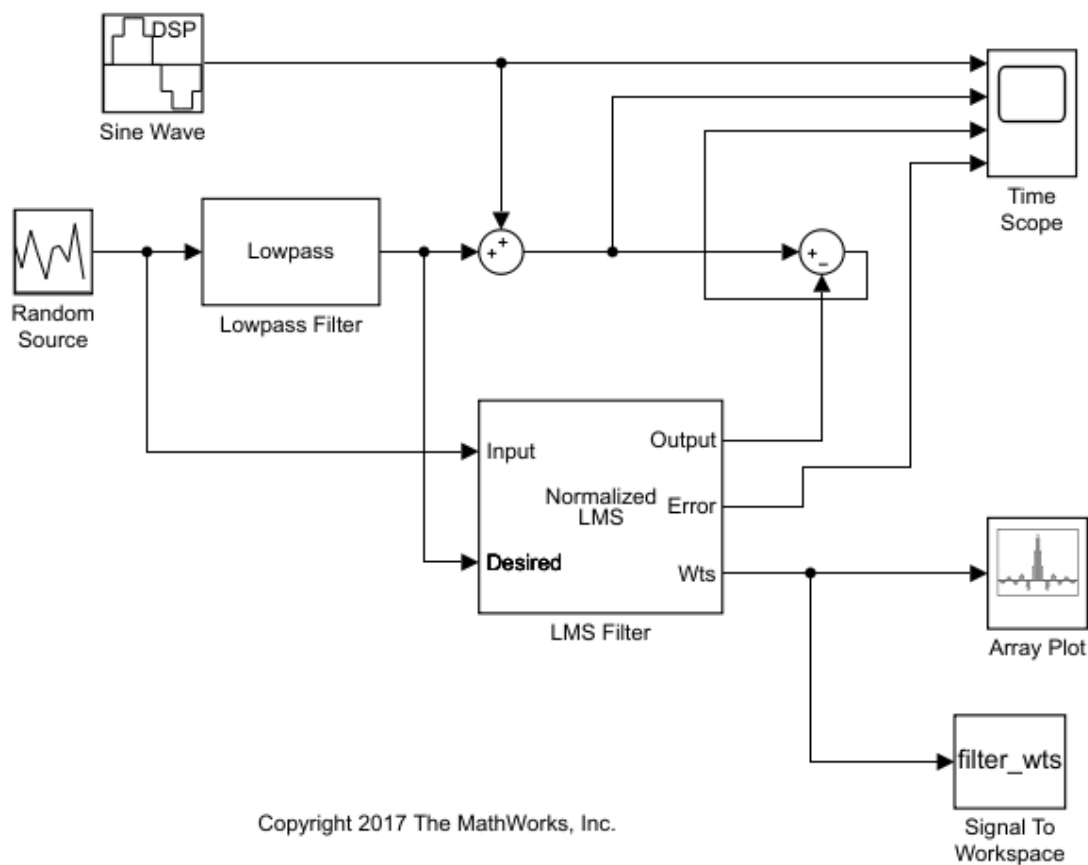 DSP
Sine Wave
Time
Scope
Lowpass
Lowpass Filter
Random
Source
+
+
+
−
Input
Output
Normalized
LMS
Error
Desired
Wts
LMS Filter
Array Plot
filter_wts
Signal To
Workspace
Copyright 2017 The MathWorks, Inc.